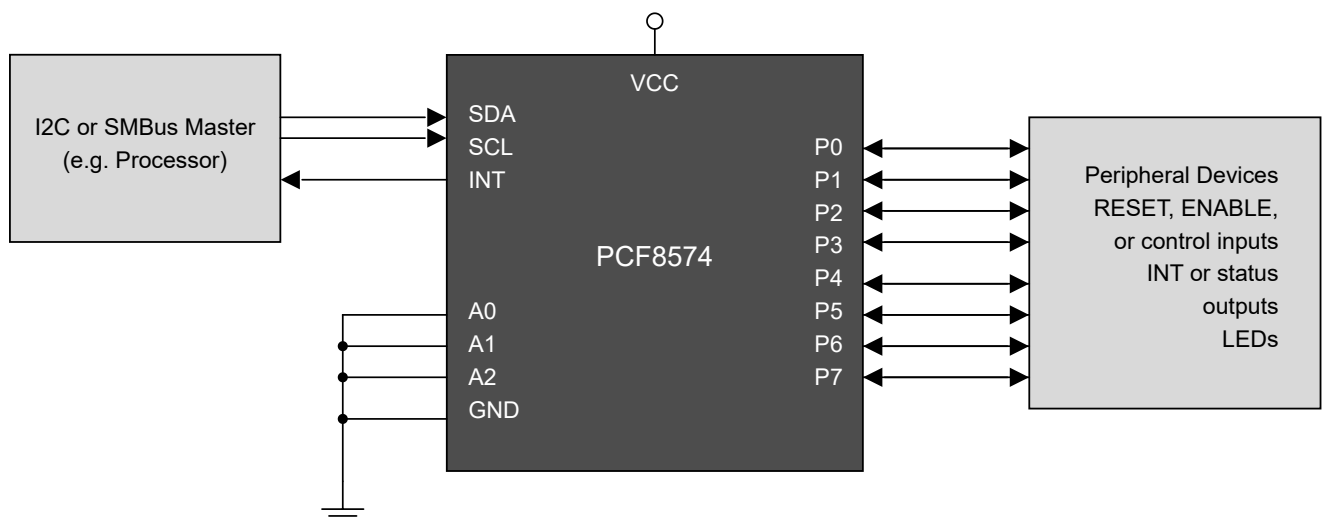 I2C or SMBus Master
(e.g. Processor)
VCC
SDA
SCL
INT
A0
A1
A2
GND
PCF8574
P0
P1
P2
P3
P4
P5
P6
P7
Peripheral Devices
RESET, ENABLE,
or control inputs
INT or status
outputs
LEDs